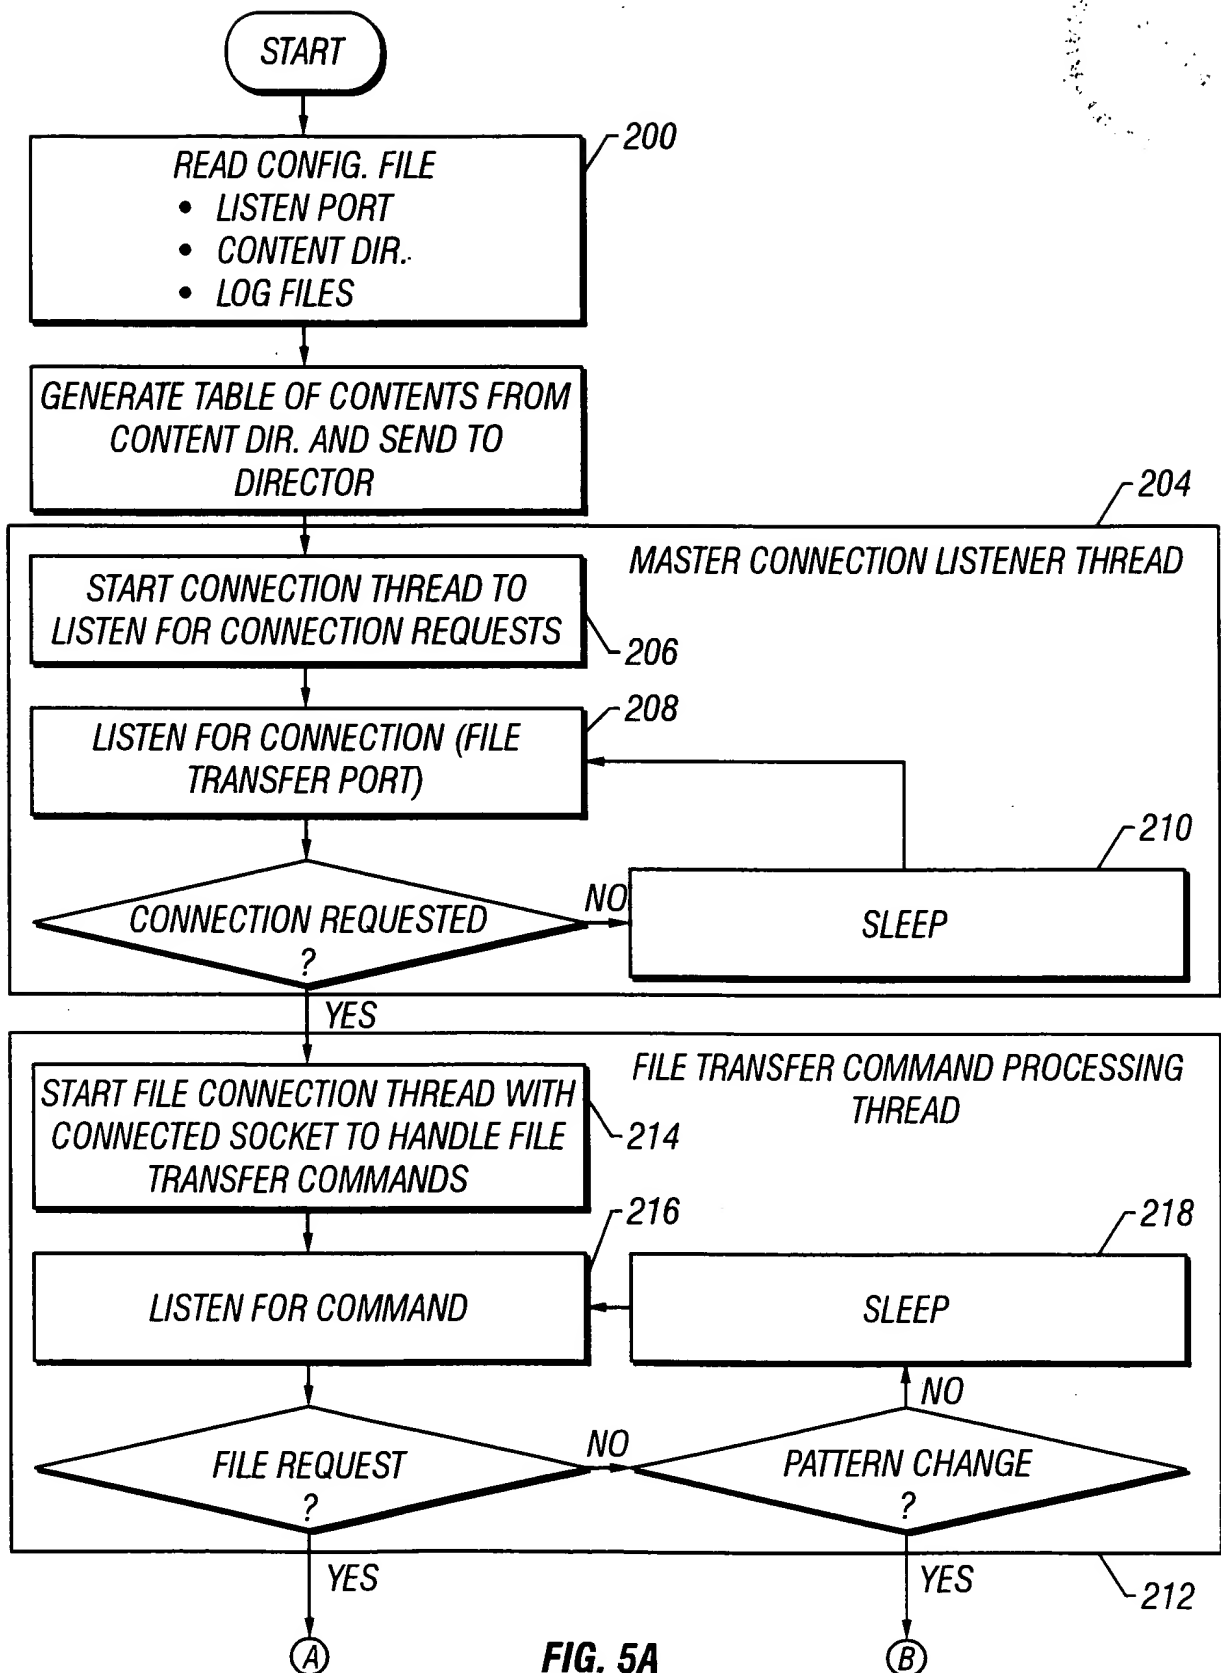 START
200
READ CONFIG. FILE
• LISTEN PORT
• CONTENT DIR.
• LOG FILES
GENERATE TABLE OF CONTENTS FROM
CONTENT DIR. AND SEND TO
DIRECTOR
204
MASTER CONNECTION LISTENER THREAD
START CONNECTION THREAD TO
LISTEN FOR CONNECTION REQUESTS
206
208
LISTEN FOR CONNECTION (FILE
TRANSFER PORT)
210
CONNECTION REQUESTED
?
NO
SLEEP
YES
FILE TRANSFER COMMAND PROCESSING
THREAD
START FILE CONNECTION THREAD WITH
CONNECTED SOCKET TO HANDLE FILE
TRANSFER COMMANDS
214
216
218
LISTEN FOR COMMAND
SLEEP
NO
FILE REQUEST
?
NO
PATTERN CHANGE
?
YES
YES
212
A
FIG. 5A
B